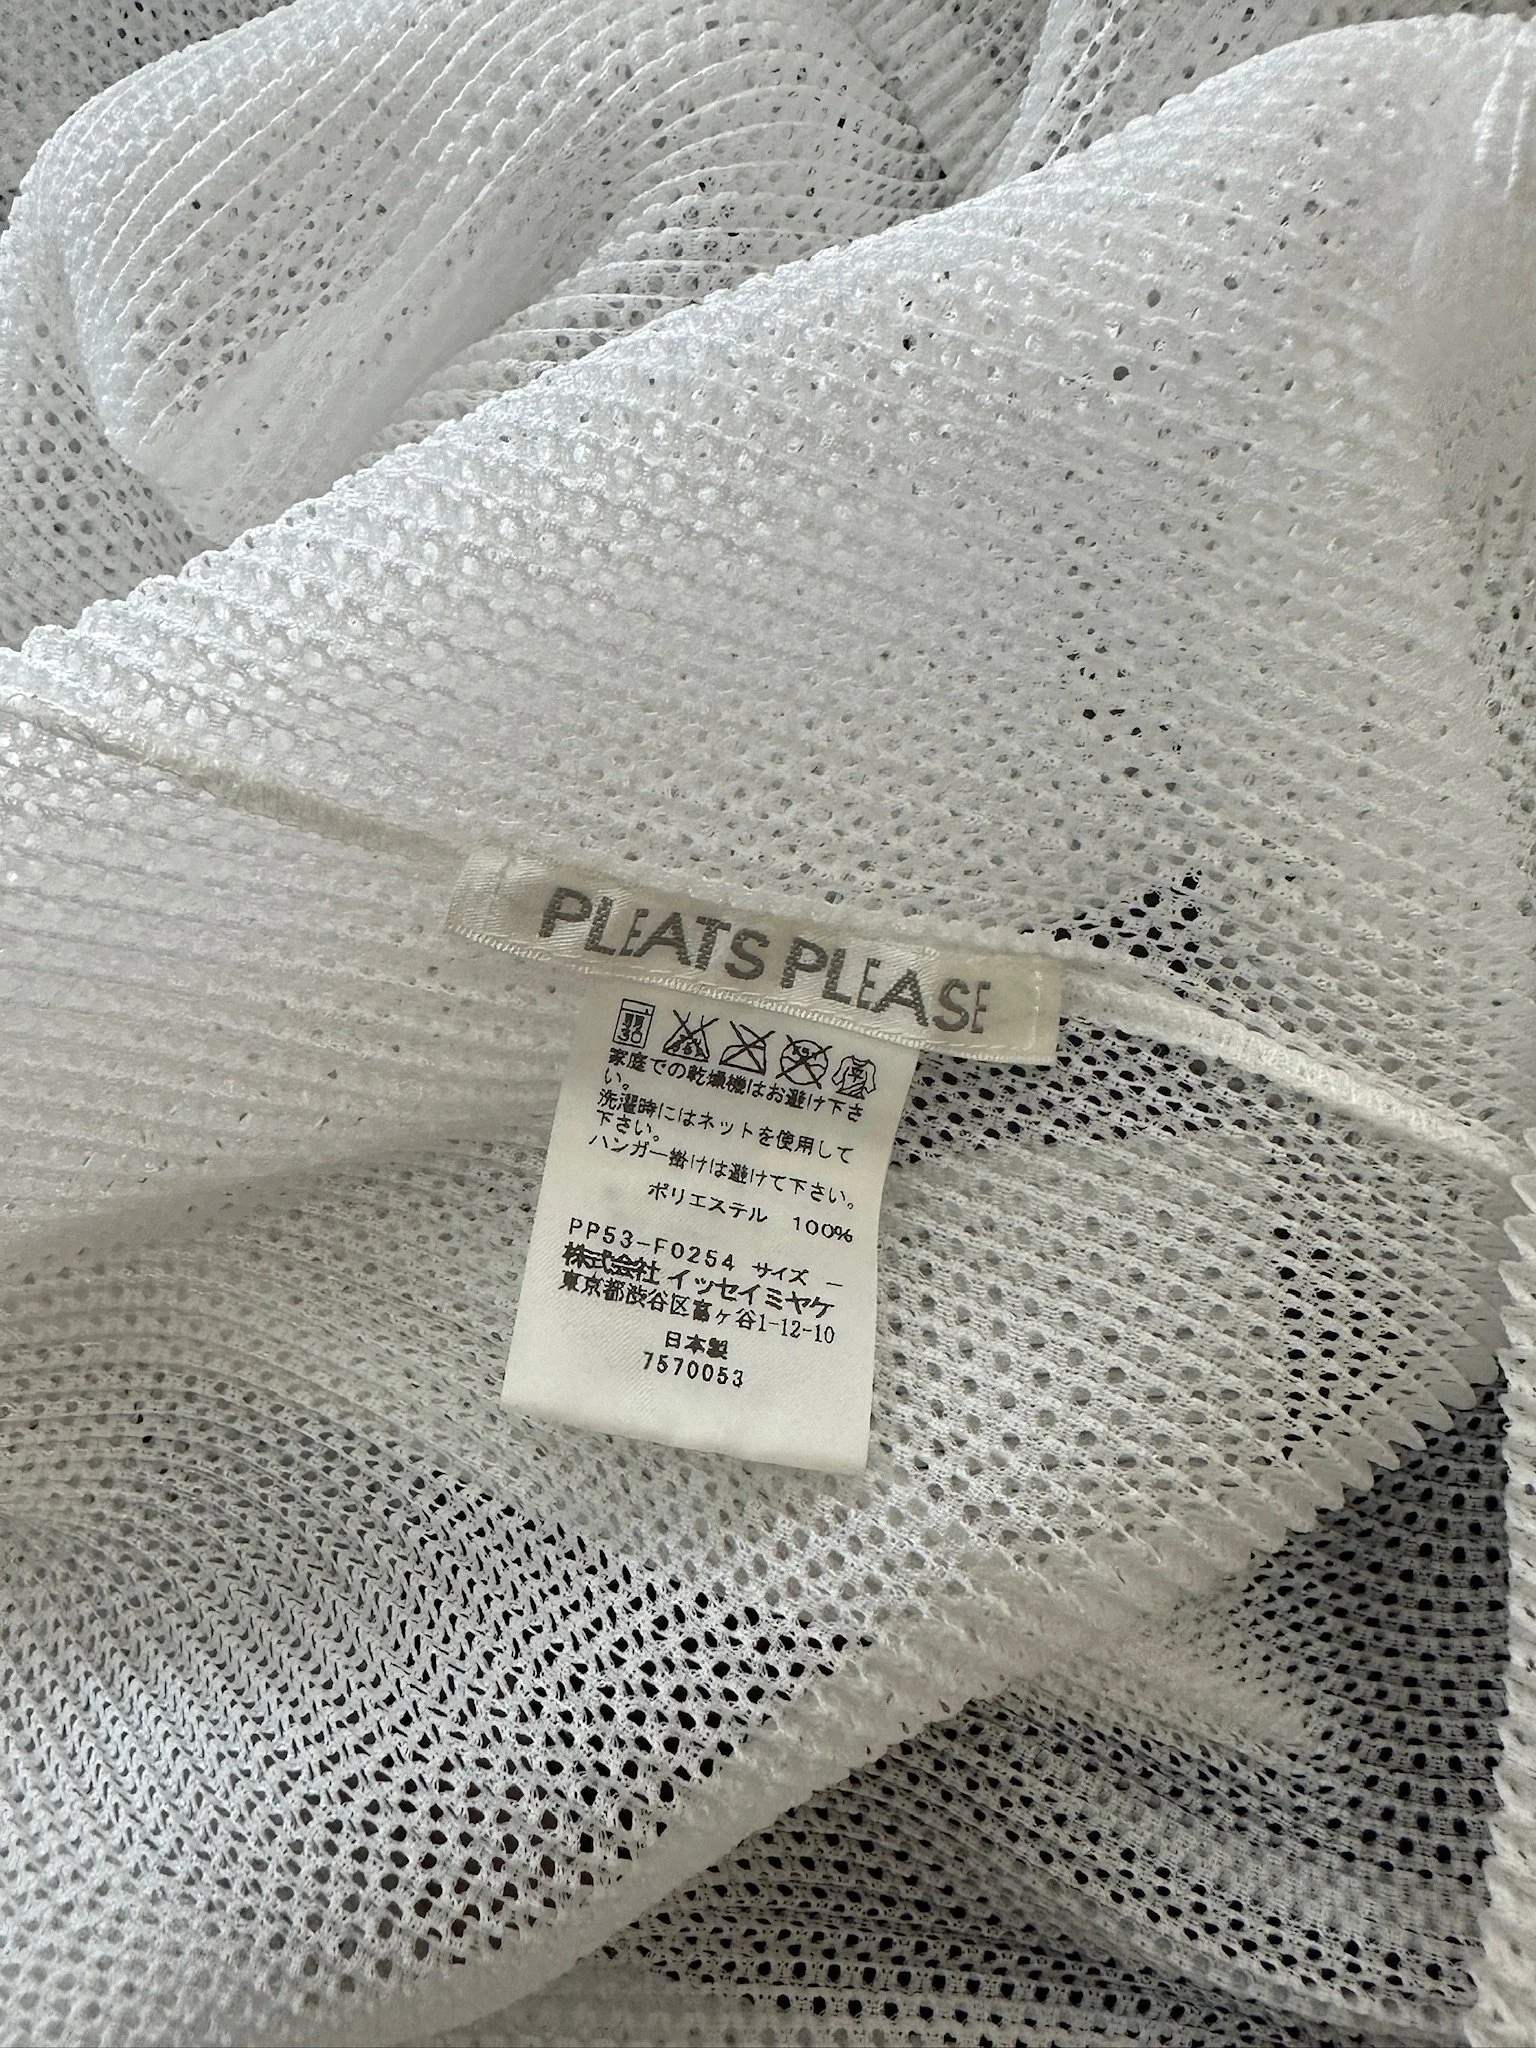 PLEATS PLEASE
30
家庭での乾燥機はお避け下さ
い。
洗濯時にはネットを使用して
下さい。
ハンガー掛けは避けて下さい。
ポリエステル 100%
PP53-F0254 サイズ ー
株式会社 イッセイミヤケ
東京都渋谷区富ヶ谷1-12-10
日本製
7570053